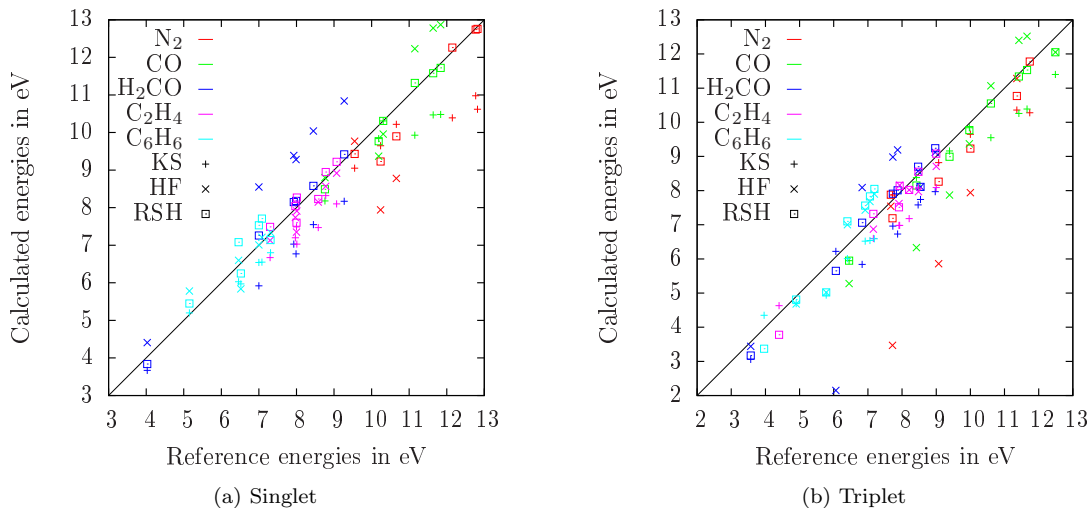 13
12
11
10
9
8
7
6
5
4
3
Calculated energies in eV
N2
CO
H2CO
C2H4
C6H6
KS
HF
RSH
3 4 5 6 7 8 9 10 11 12 13
Reference energies in eV
(a) Singlet
13
12
11
10
9
8
7
6
5
4
3
2
Calculated energies in eV
N2
CO
H2CO
C2H4
C6H6
KS
HF
RSH
2 3 4 5 6 7 8 9 10 11 12 13
Reference energies in eV
(b) Triplet